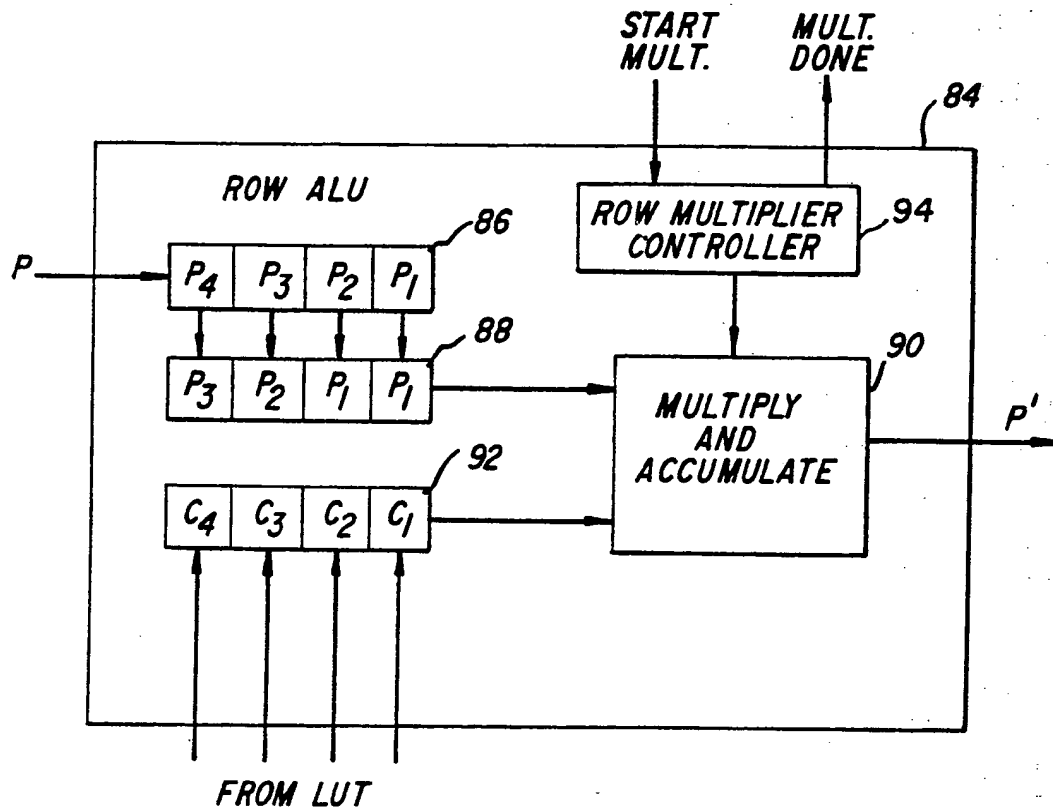 START MULT.
MULT. DONE
84
ROW ALU
86
ROW MULTIPLIER
CONTROLLER
94
P
P4 P3 P2 P1
88
P3 P2 P1 P1
90
MULTIPLY
AND
ACCUMULATE
P'
92
C4 C3 C2 C1
FROM LUT